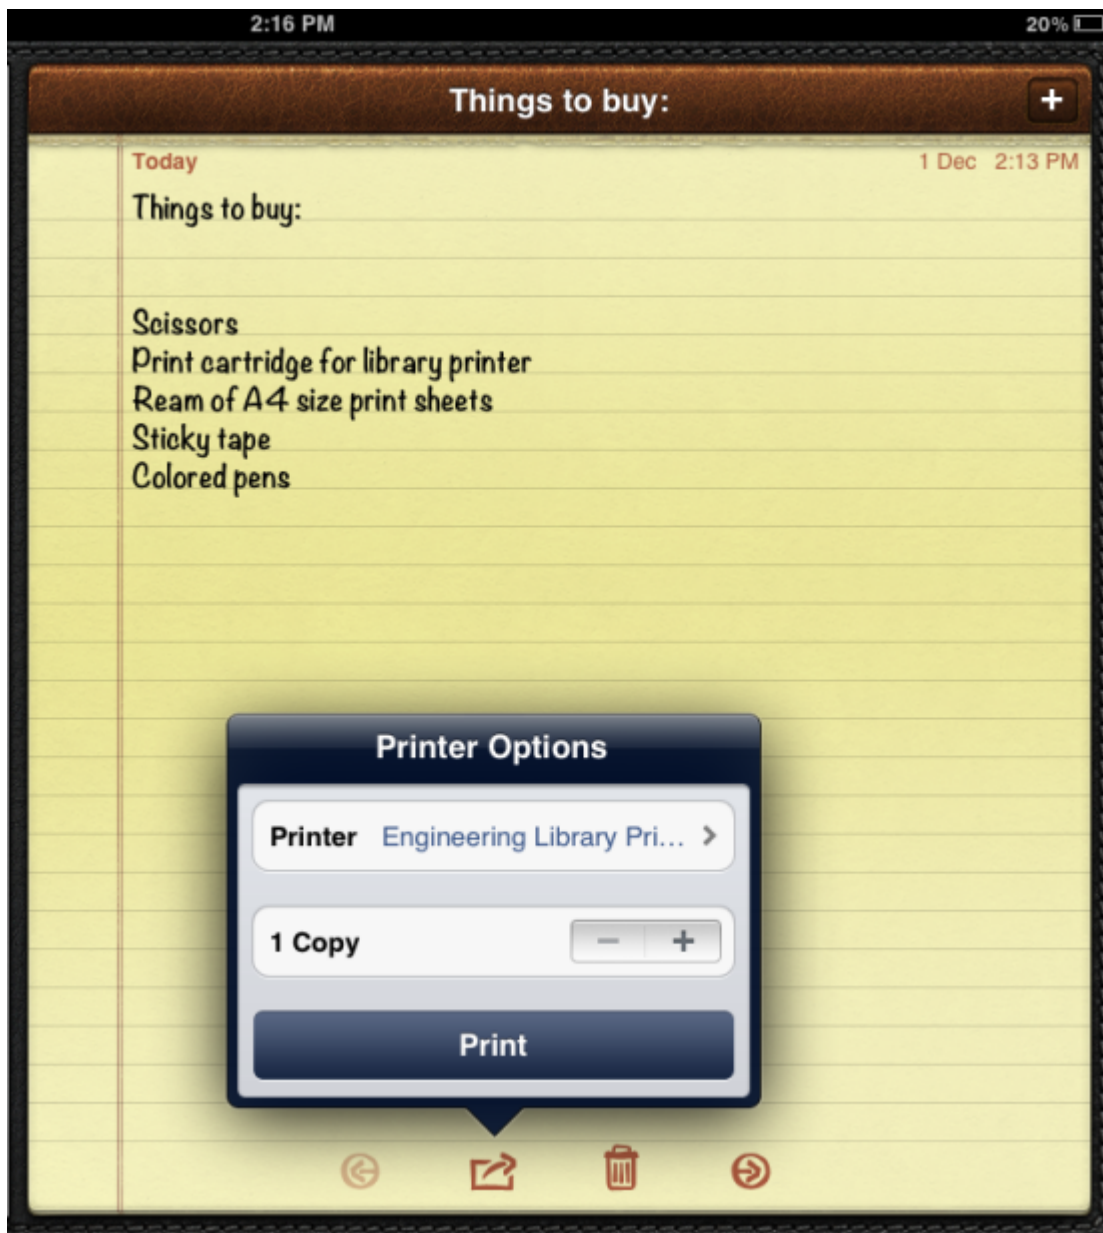 2:16 PM 20%
Things to buy:
+
Today 1 Dec 2:13 PM
Things to buy:
Scissors
Print cartridge for library printer
Ream of A4 size print sheets
Sticky tape
Colored pens
Printer Options
Printer Engineering Library Pri...
1 Copy - +
Print